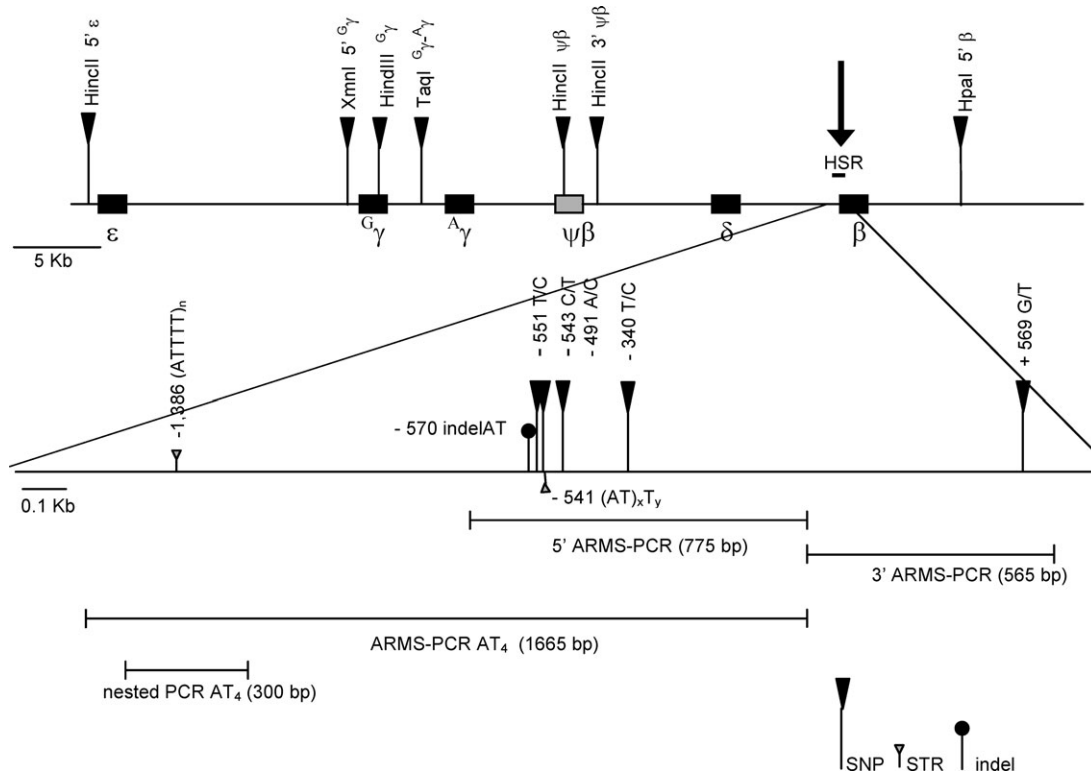 HincII 5' ε
XmnI 5' Gγ
HindIII Gγ
TaqI Gγ-Aγ
HincII ψβ
HincII 3' ψβ
HpaI 5' β
HSR
ε
Gγ
Aγ
ψβ
δ
β
5 Kb
-1,386 (ATTTT)n
- 570 indelAT
- 551 T/C
- 543 C/T
- 491 A/C
- 340 T/C
+ 569 G/T
0.1 Kb
- 541 (AT)xTy
5' ARMS-PCR (775 bp)
3' ARMS-PCR (565 bp)
ARMS-PCR AT4 (1665 bp)
nested PCR AT4 (300 bp)
SNP
STR
indel